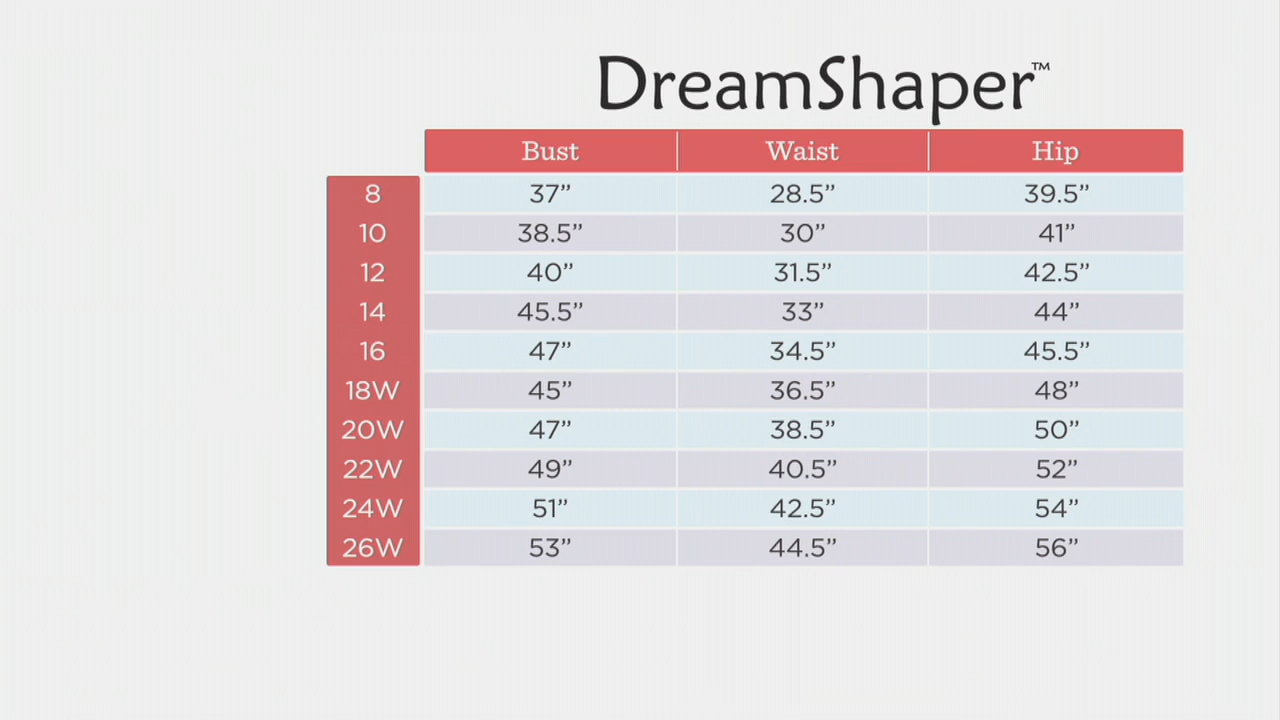 DreamShaper™
Bust Waist Hip
8 37” 28.5” 39.5”
10 38.5” 30” 41”
12 40” 31.5” 42.5”
14 45.5” 33” 44”
16 47” 34.5” 45.5”
18W 45” 36.5” 48”
20W 47” 38.5” 50”
22W 49” 40.5” 52”
24W 51” 42.5” 54”
26W 53” 44.5” 56”